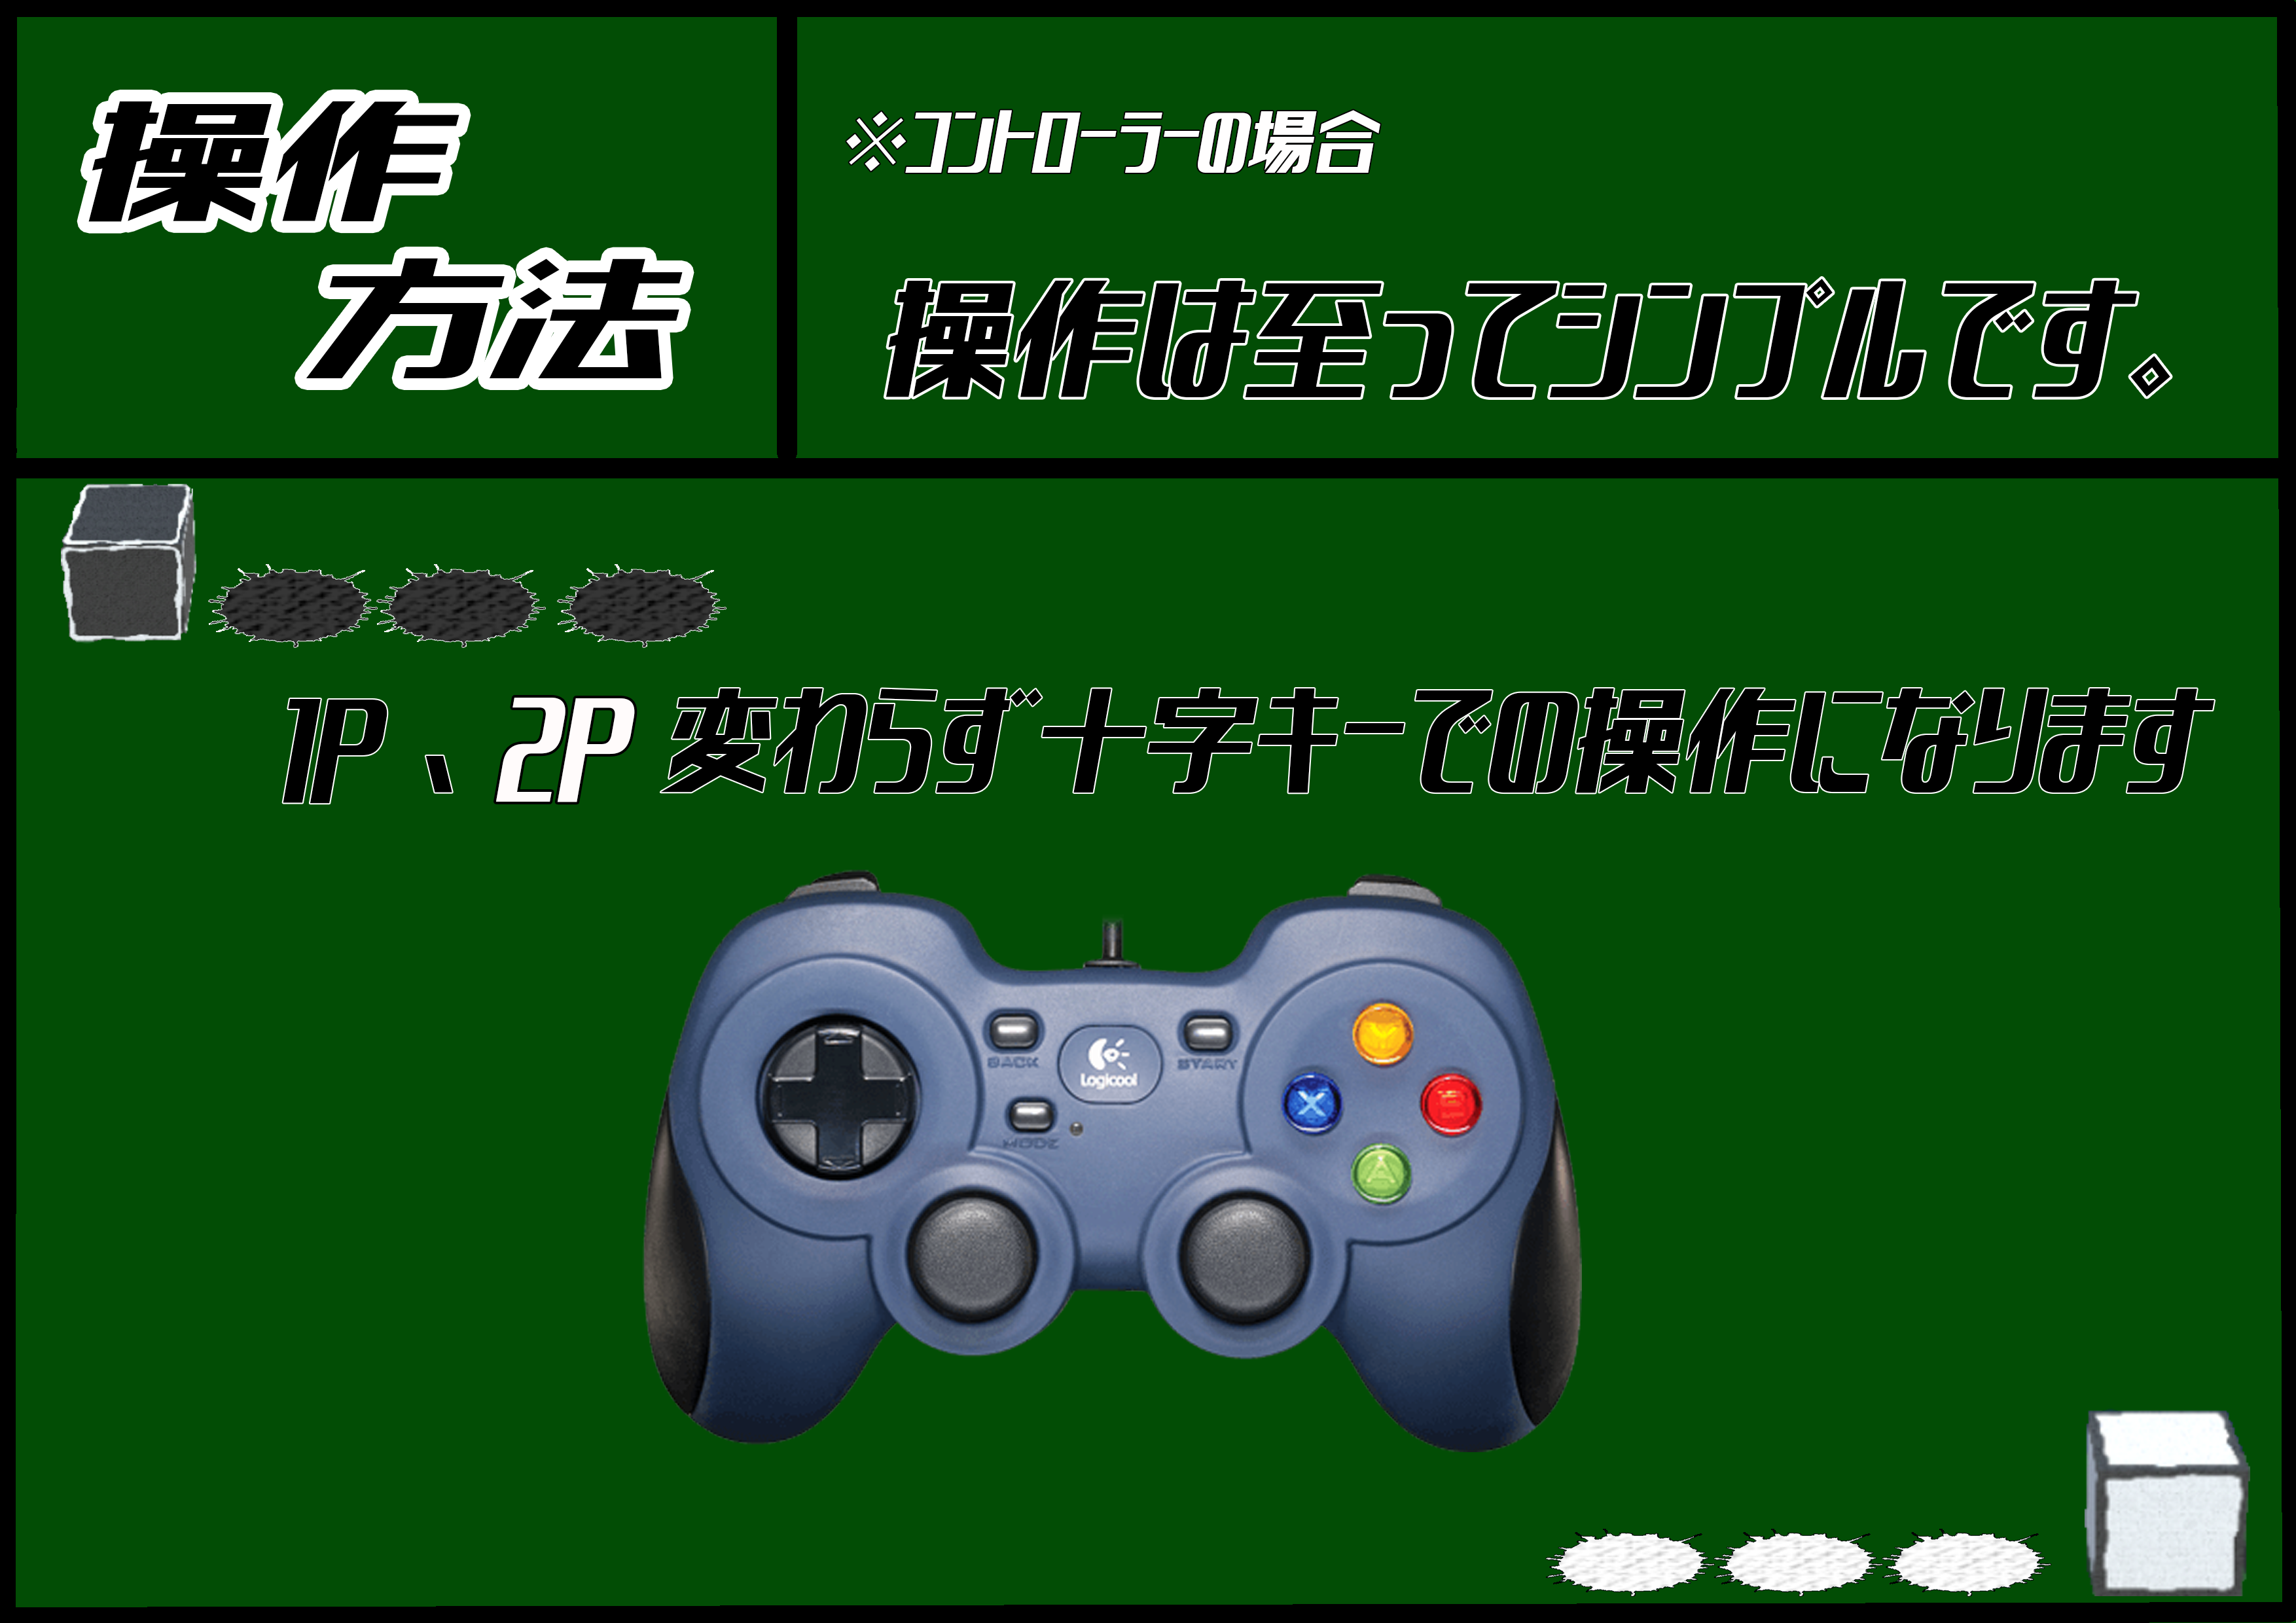 操作
方法
※コントローラーの場合
操作は至ってシンプルです。
1P、2P 変わらず十字キーでの操作になります
BACK
Logicool
START
MODE
Y
X
B
A